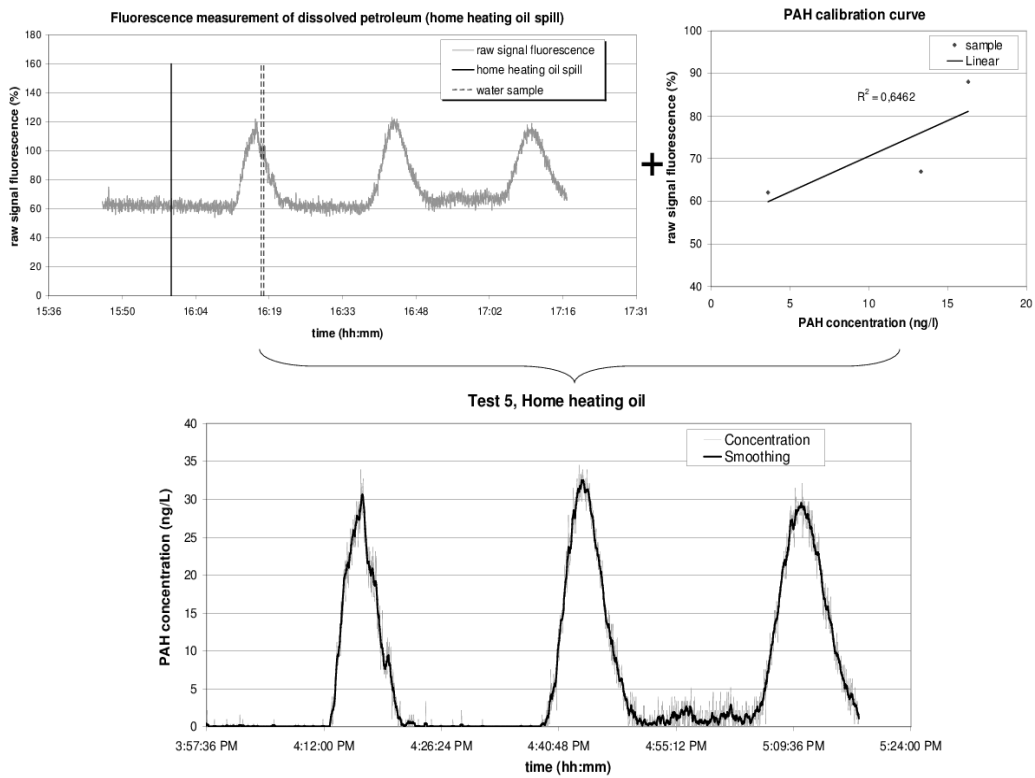 Fluorescence measurement of dissolved petroleum (home heating oil spill)
raw signal fluorescence (%)
180
160
140
120
100
80
60
40
20
0
raw signal fluorescence
home heating oil spill
water sample
15:36
15:50
16:04
16:19
16:33
16:48
17:02
17:16
17:31
time (hh:mm)
+
PAH calibration curve
raw signal fluorescence (%)
100
90
80
70
60
50
40
sample
Linear
R² = 0,6462
0
5
10
15
20
PAH concentration (ng/l)
Test 5, Home heating oil
PAH concentration (ng/L)
40
35
30
25
20
15
10
5
0
Concentration
Smoothing
3:57:36 PM
4:12:00 PM
4:26:24 PM
4:40:48 PM
4:55:12 PM
5:09:36 PM
5:24:00 PM
time (hh:mm)